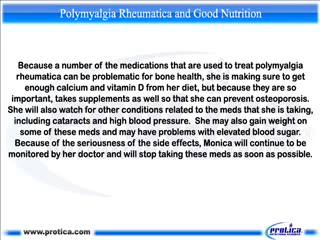 Polymyalgia Rheumatica and Good Nutrition
Because a number of the medications that are used to treat polymyalgia
rheumatica can be problematic for bone health, she is making sure to get
enough calcium and vitamin D from her diet, but because they are so
important, takes supplements as well so that she can prevent osteoporosis.
She will also watch for other conditions related to the meds that she is taking,
including cataracts and high blood pressure.  She may also gain weight on
some of these meds and may have problems with elevated blood sugar.
Because of the seriousness of the side effects, Monica will continue to be
monitored by her doctor and will stop taking these meds as soon as possible.
www.protica.com
protica